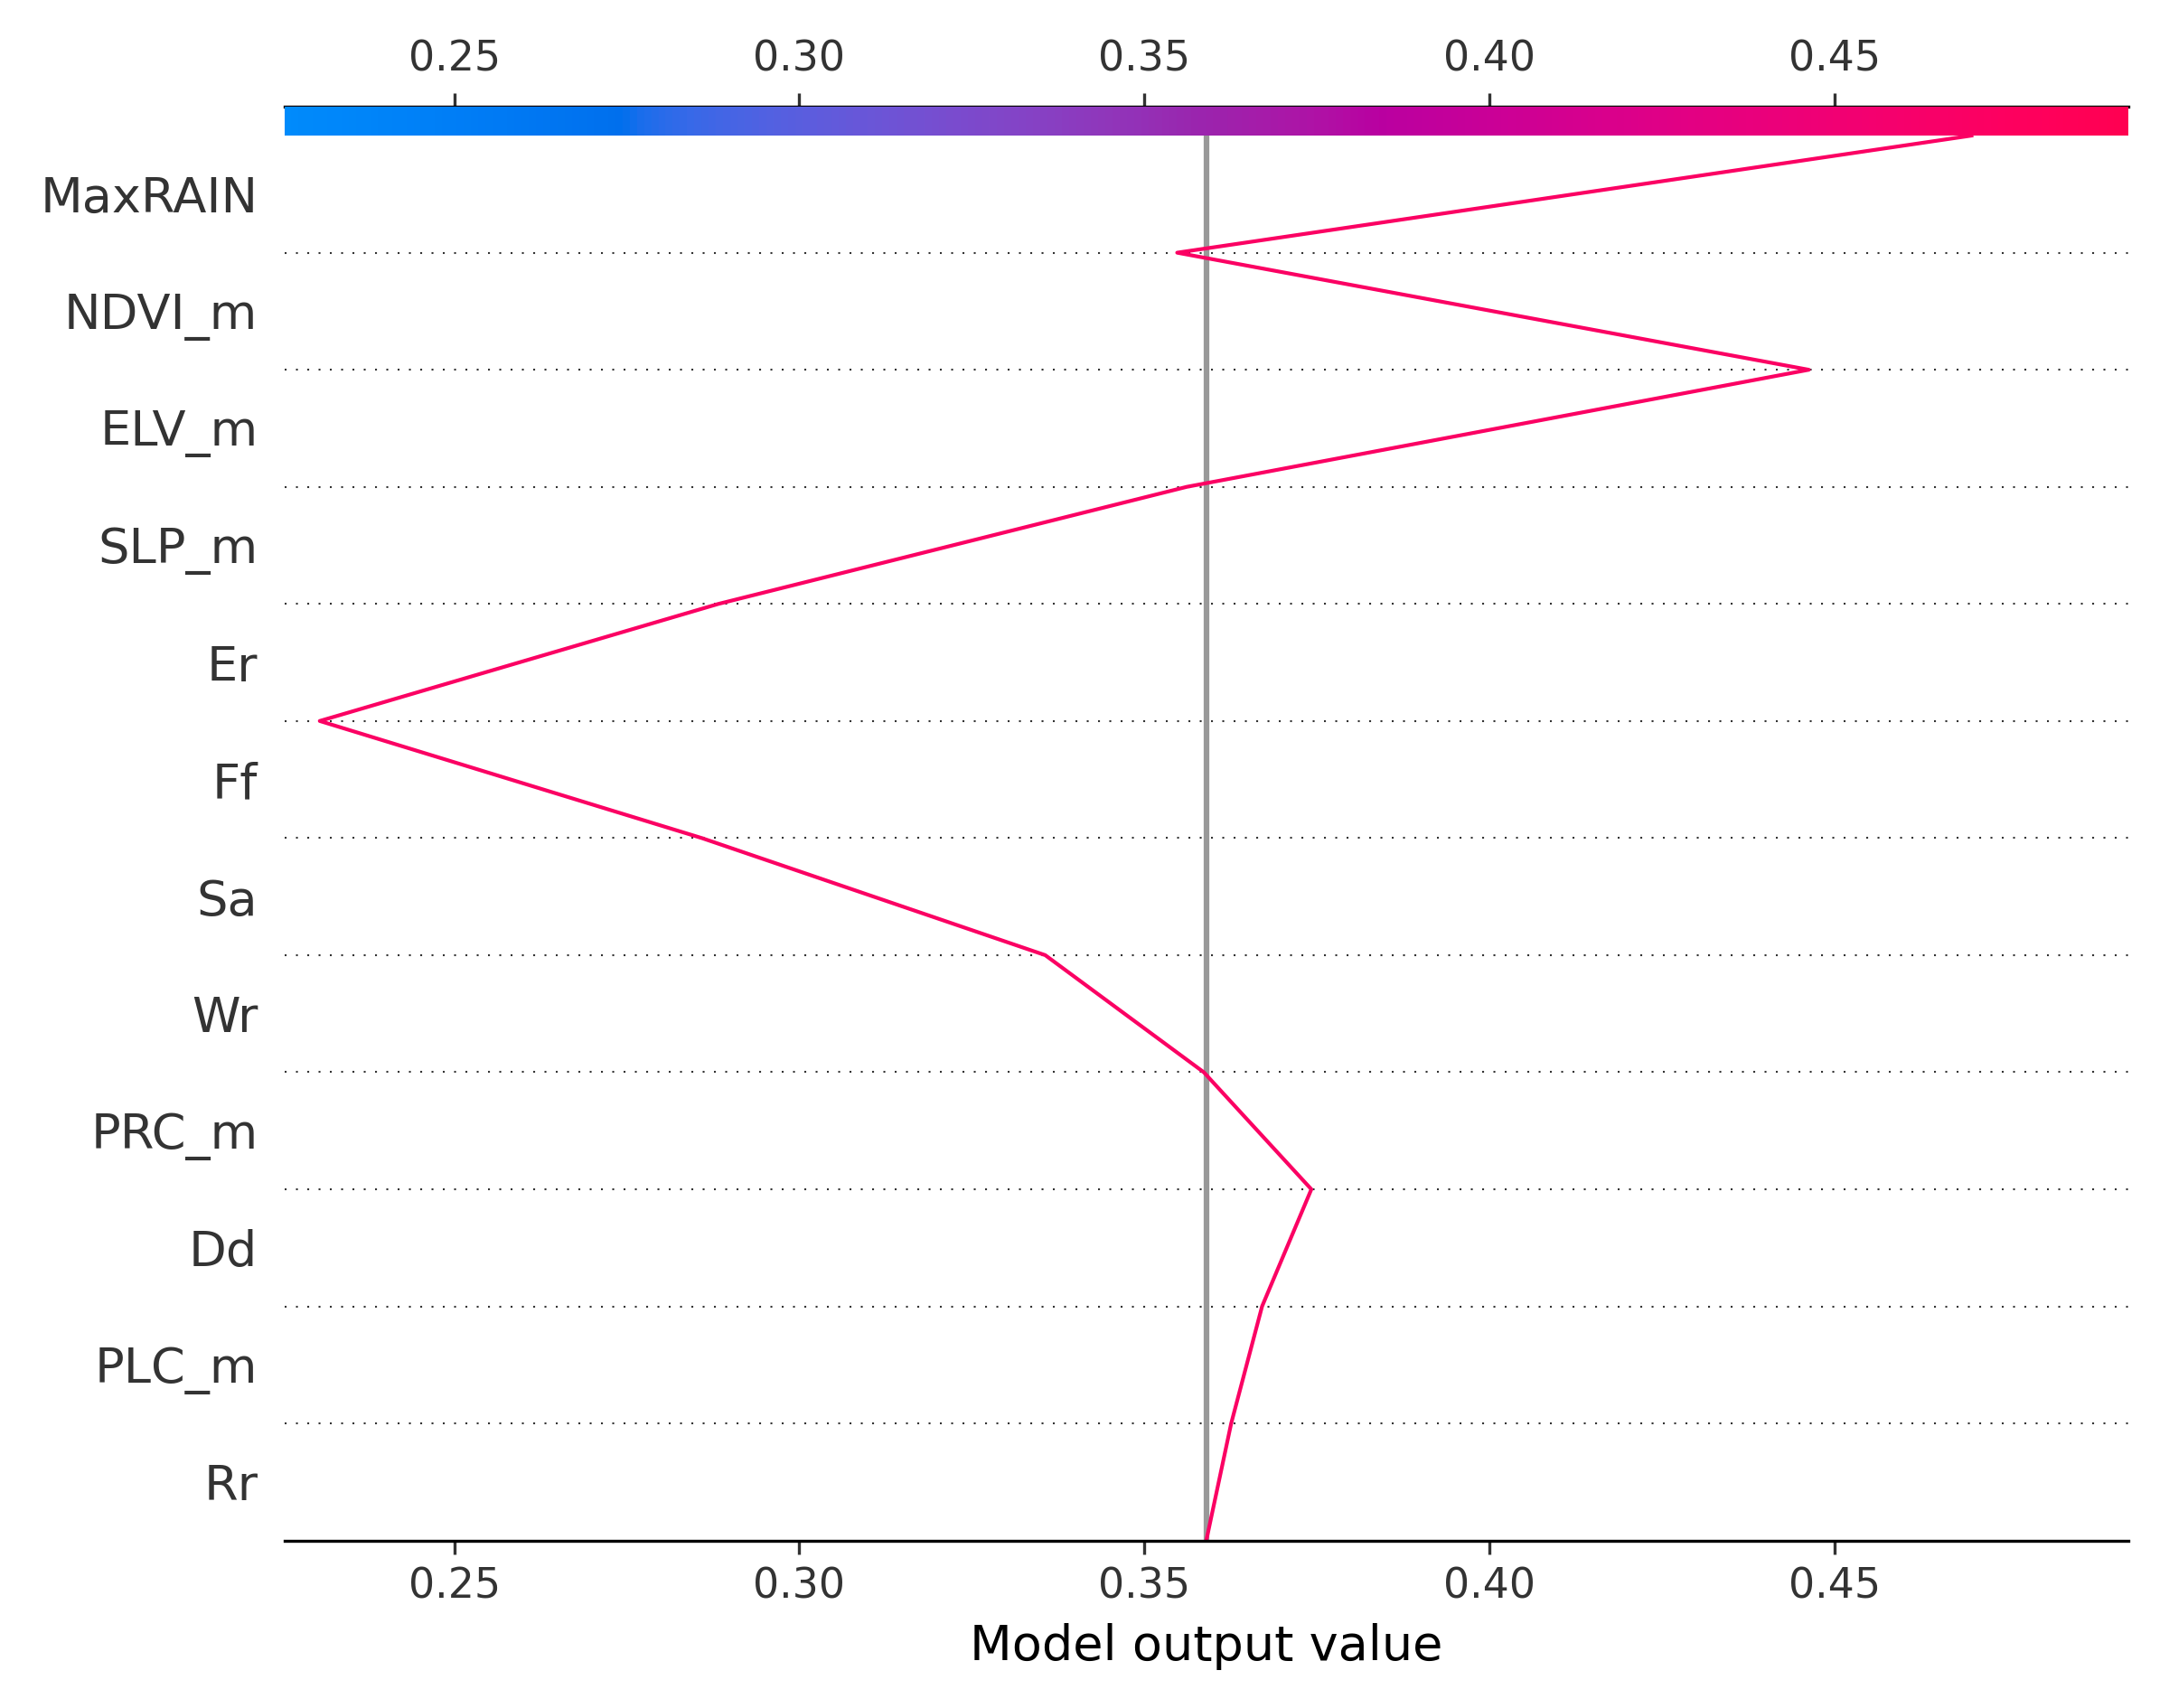 0.25 0.30 0.35 0.40 0.45
MaxRAIN
NDVI_m
ELV_m
SLP_m
Er
Ff
Sa
Wr
PRC_m
Dd
PLC_m
Rr
0.25 0.30 0.35 0.40 0.45
Model output value